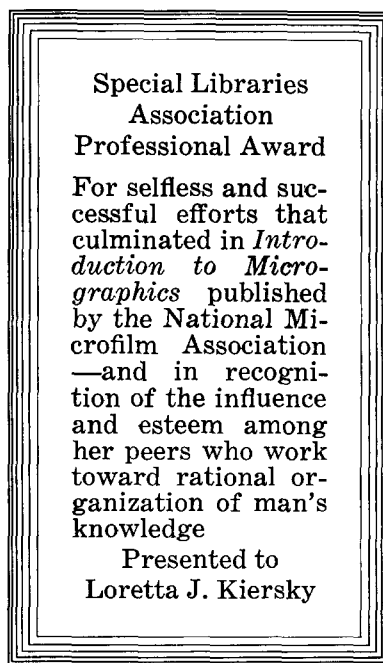 Special Libraries
Association
Professional Award
For selfless and suc-
cessful efforts that
culminated in Intro-
duction to Micro-
graphics published
by the National Mi-
crofilm Association
—and in recogni-
tion of the influence
and esteem among
her peers who work
toward rational or-
ganization of man's
knowledge
Presented to
Loretta J. Kiersky